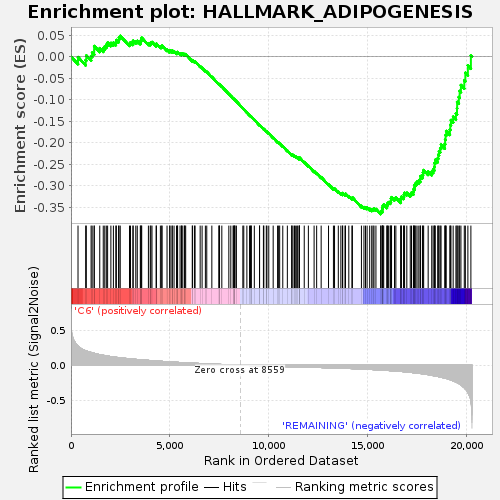 Enrichment plot: HALLMARK_ADIPOGENESIS
Enrichment score (ES)
0.05
0.00
-0.05
-0.10
-0.15
-0.20
-0.25
-0.30
-0.35
'C6' (positively correlated)
Ranked list metric (Signal2Noise)
0.5
0.0
-0.5
Zero cross at 8559
'REMAINING' (negatively correlated)
0
5,000
10,000
15,000
20,000
Rank in Ordered Dataset
Enrichment profile
Hits
Ranking metric scores